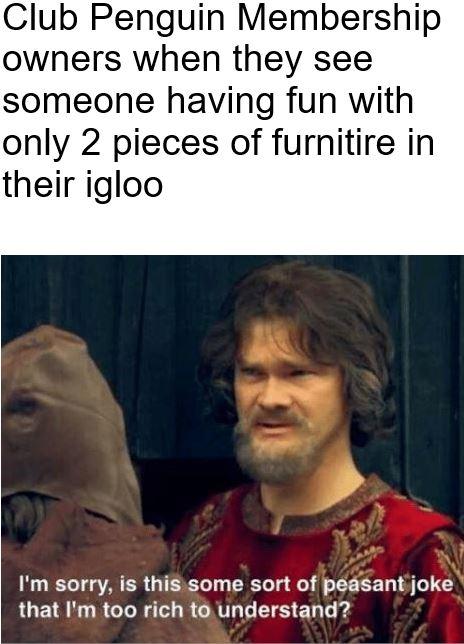 Club Penguin Membership
owners when they see
someone having fun with
only 2 pieces of furnitire in
their igloo
I'm sorry, is this some sort of peasant joke
that I'm too rich to understand?